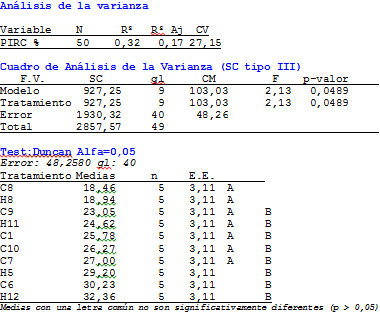 Análisis de la varianza
Variable N R² R² Aj CV
PIRC % 50 0,32 0,17 27,15
Cuadro de Análisis de la Varianza (SC tipo III)
F.V. SC gl CM F p-valor
Modelo 927,25 9 103,03 2,13 0,0489
Tratamiento 927,25 9 103,03 2,13 0,0489
Error 1930,32 40 48,26
Total 2857,57 49
Test:Duncan Alfa=0,05
Error: 48,2580 gl: 40
Tratamiento Medias n E.E.
C8 18,46 5 3,11 A
H8 18,94 5 3,11 A
C9 23,05 5 3,11 A B
H11 24,62 5 3,11 A B
C1 25,78 5 3,11 A B
C10 26,27 5 3,11 A B
C7 27,00 5 3,11 A B
H5 29,20 5 3,11 B
C6 30,23 5 3,11 B
H12 32,36 5 3,11 B
Medias con una letra común no son significativamente diferentes (p > 0,05)